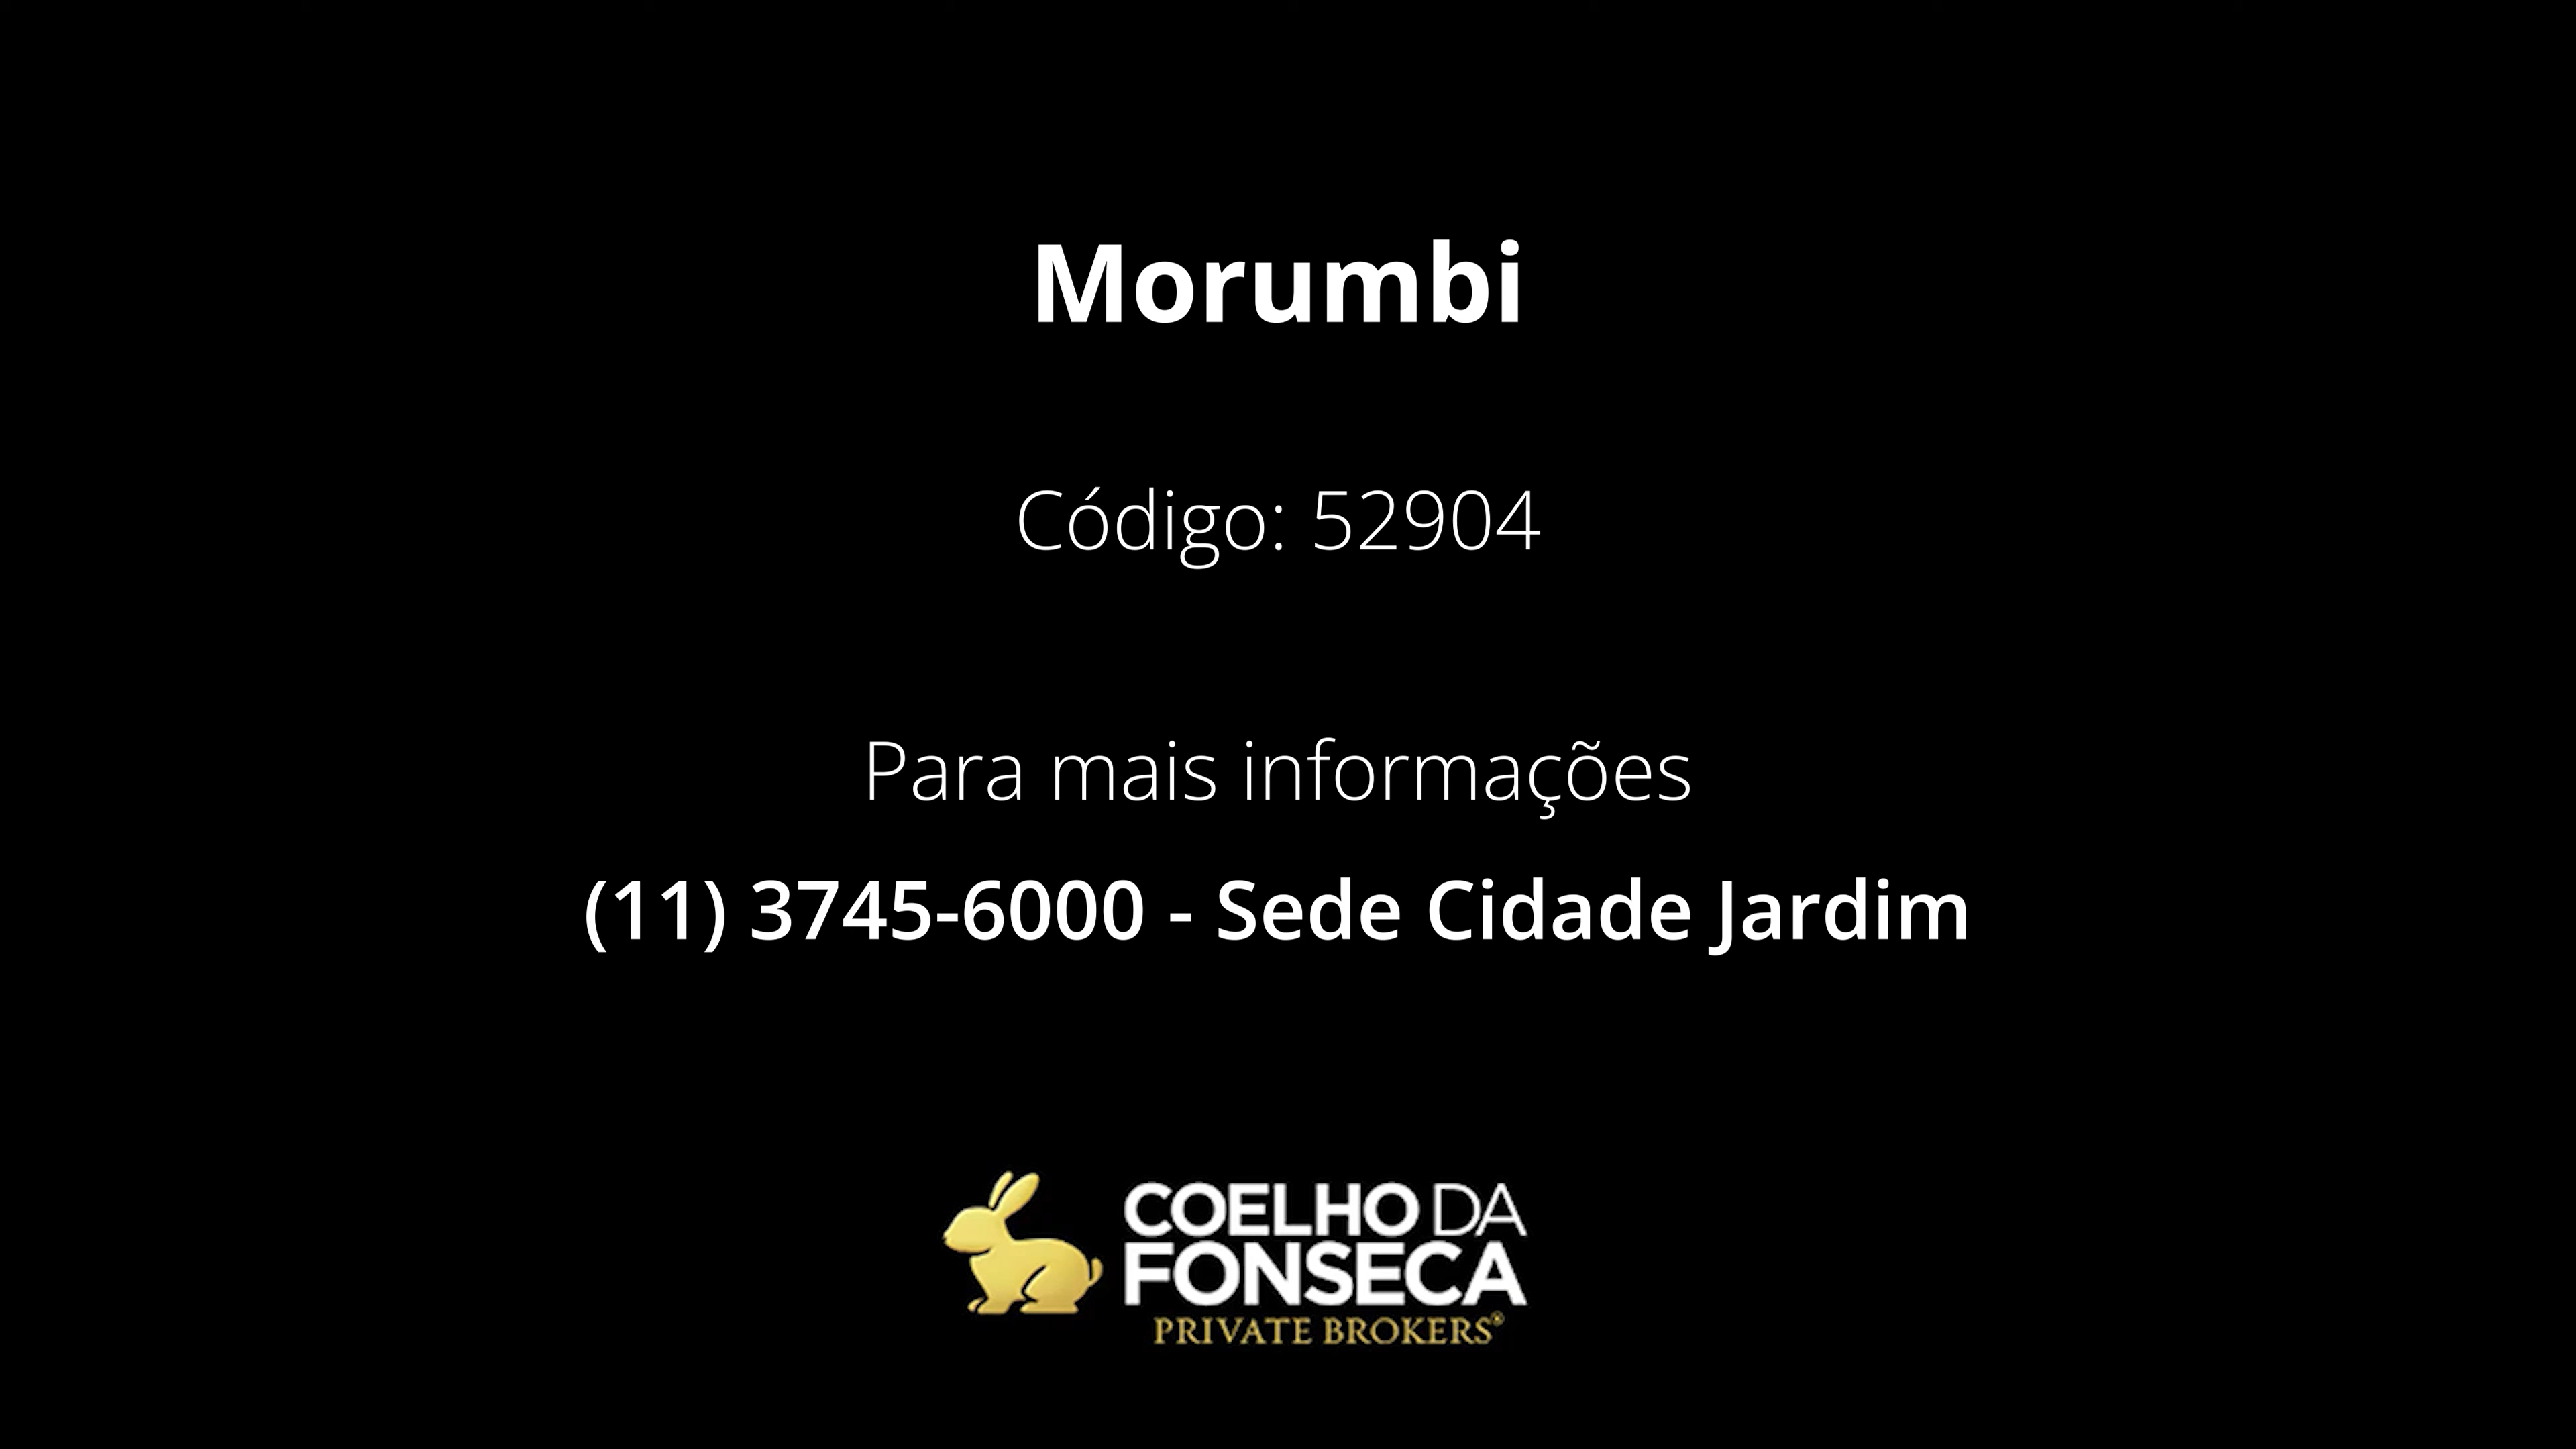 Morumbi
Código: 52904
Para mais informações
(11) 3745-6000 - Sede Cidade Jardim
COELHO DA
FONSECA
PRIVATE BROKERS®